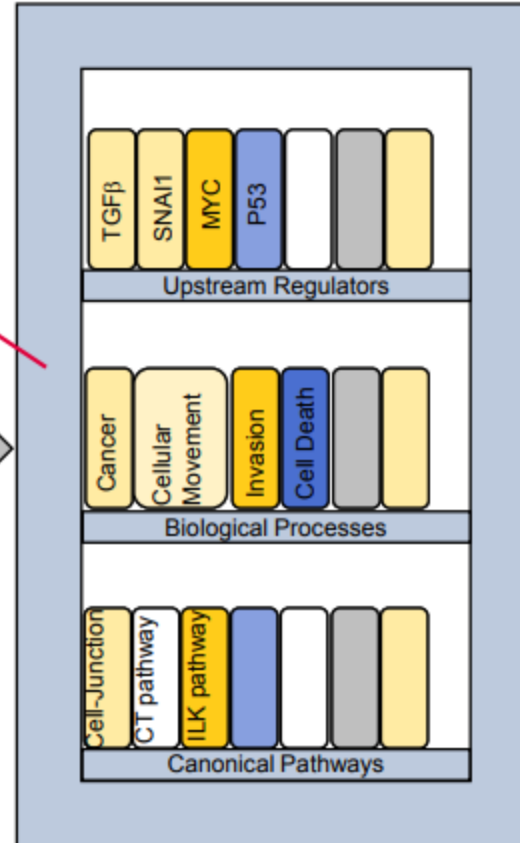 TGFβ
SNAI1
MYC
P53
Upstream Regulators
Cancer
Cellular
Movement
Invasion
Cell Death
Biological Processes
Cell-Junction
CT pathway
ILK pathway
Canonical Pathways